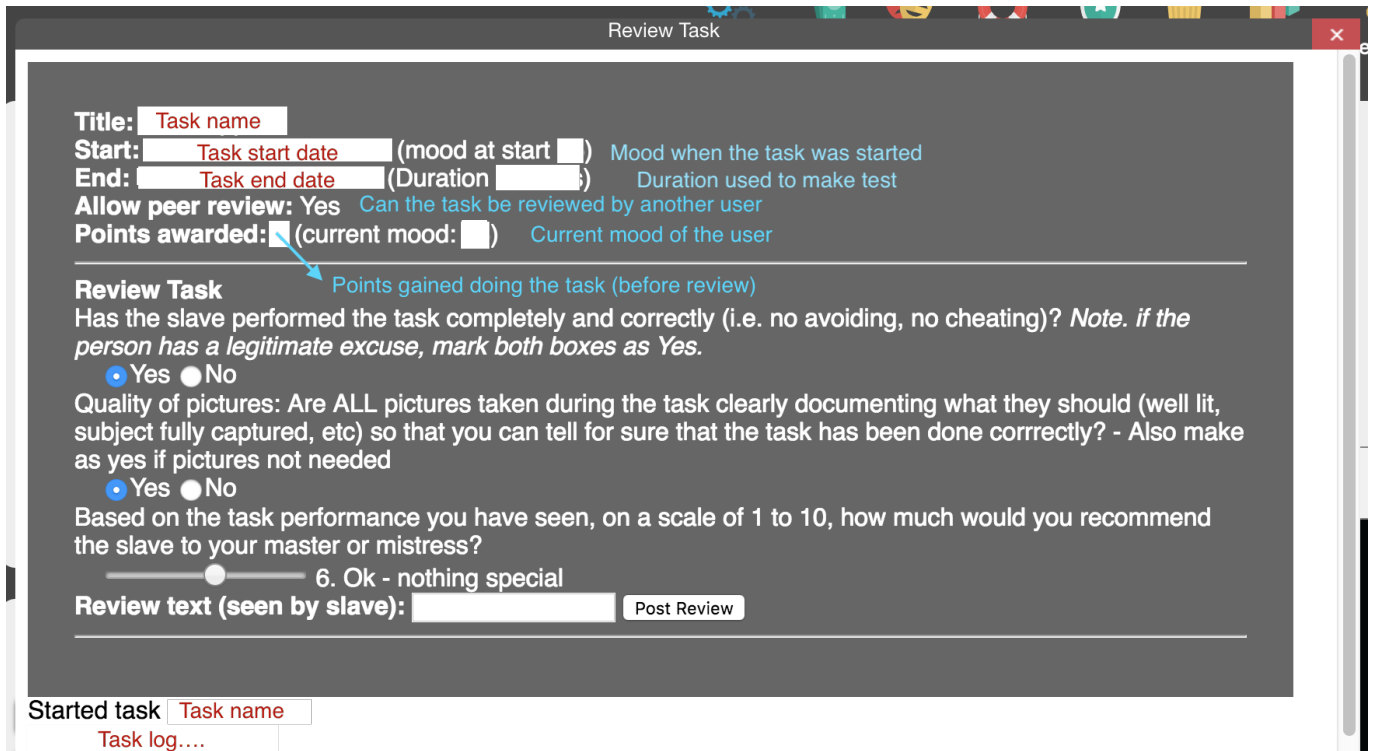 Review Task
Title: Task name
Start: Task start date (mood at start ) Mood when the task was started
End: Task end date (Duration ) Duration used to make test
Allow peer review: Yes Can the task be reviewed by another user
Points awarded: (current mood: ) Current mood of the user
Points gained doing the task (before review)
Review Task
Has the slave performed the task completely and correctly (i.e. no avoiding, no cheating)? Note. if the
person has a legitimate excuse, mark both boxes as Yes.
Yes No
Quality of pictures: Are ALL pictures taken during the task clearly documenting what they should (well lit,
subject fully captured, etc) so that you can tell for sure that the task has been done corrrectly? - Also make
as yes if pictures not needed
Yes No
Based on the task performance you have seen, on a scale of 1 to 10, how much would you recommend
the slave to your master or mistress?
6. Ok - nothing special
Review text (seen by slave): Post Review
Started task Task name
Task log....